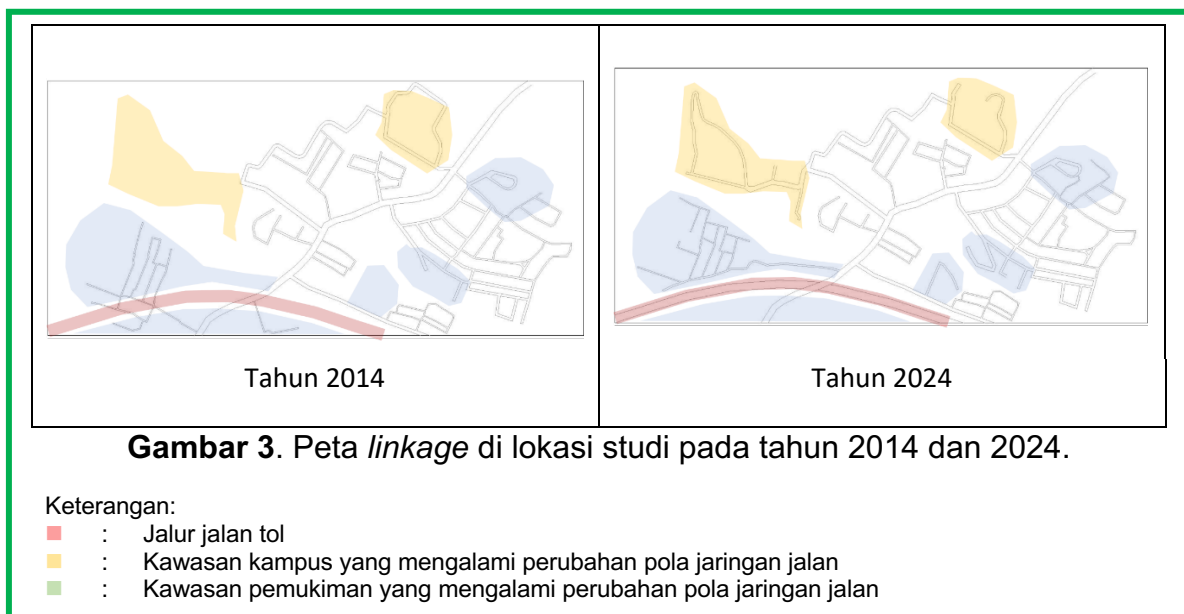 Tahun 2014
Tahun 2024
Gambar 3. Peta linkage di lokasi studi pada tahun 2014 dan 2024.
Keterangan:
: Jalur jalan tol
: Kawasan kampus yang mengalami perubahan pola jaringan jalan
: Kawasan pemukiman yang mengalami perubahan pola jaringan jalan